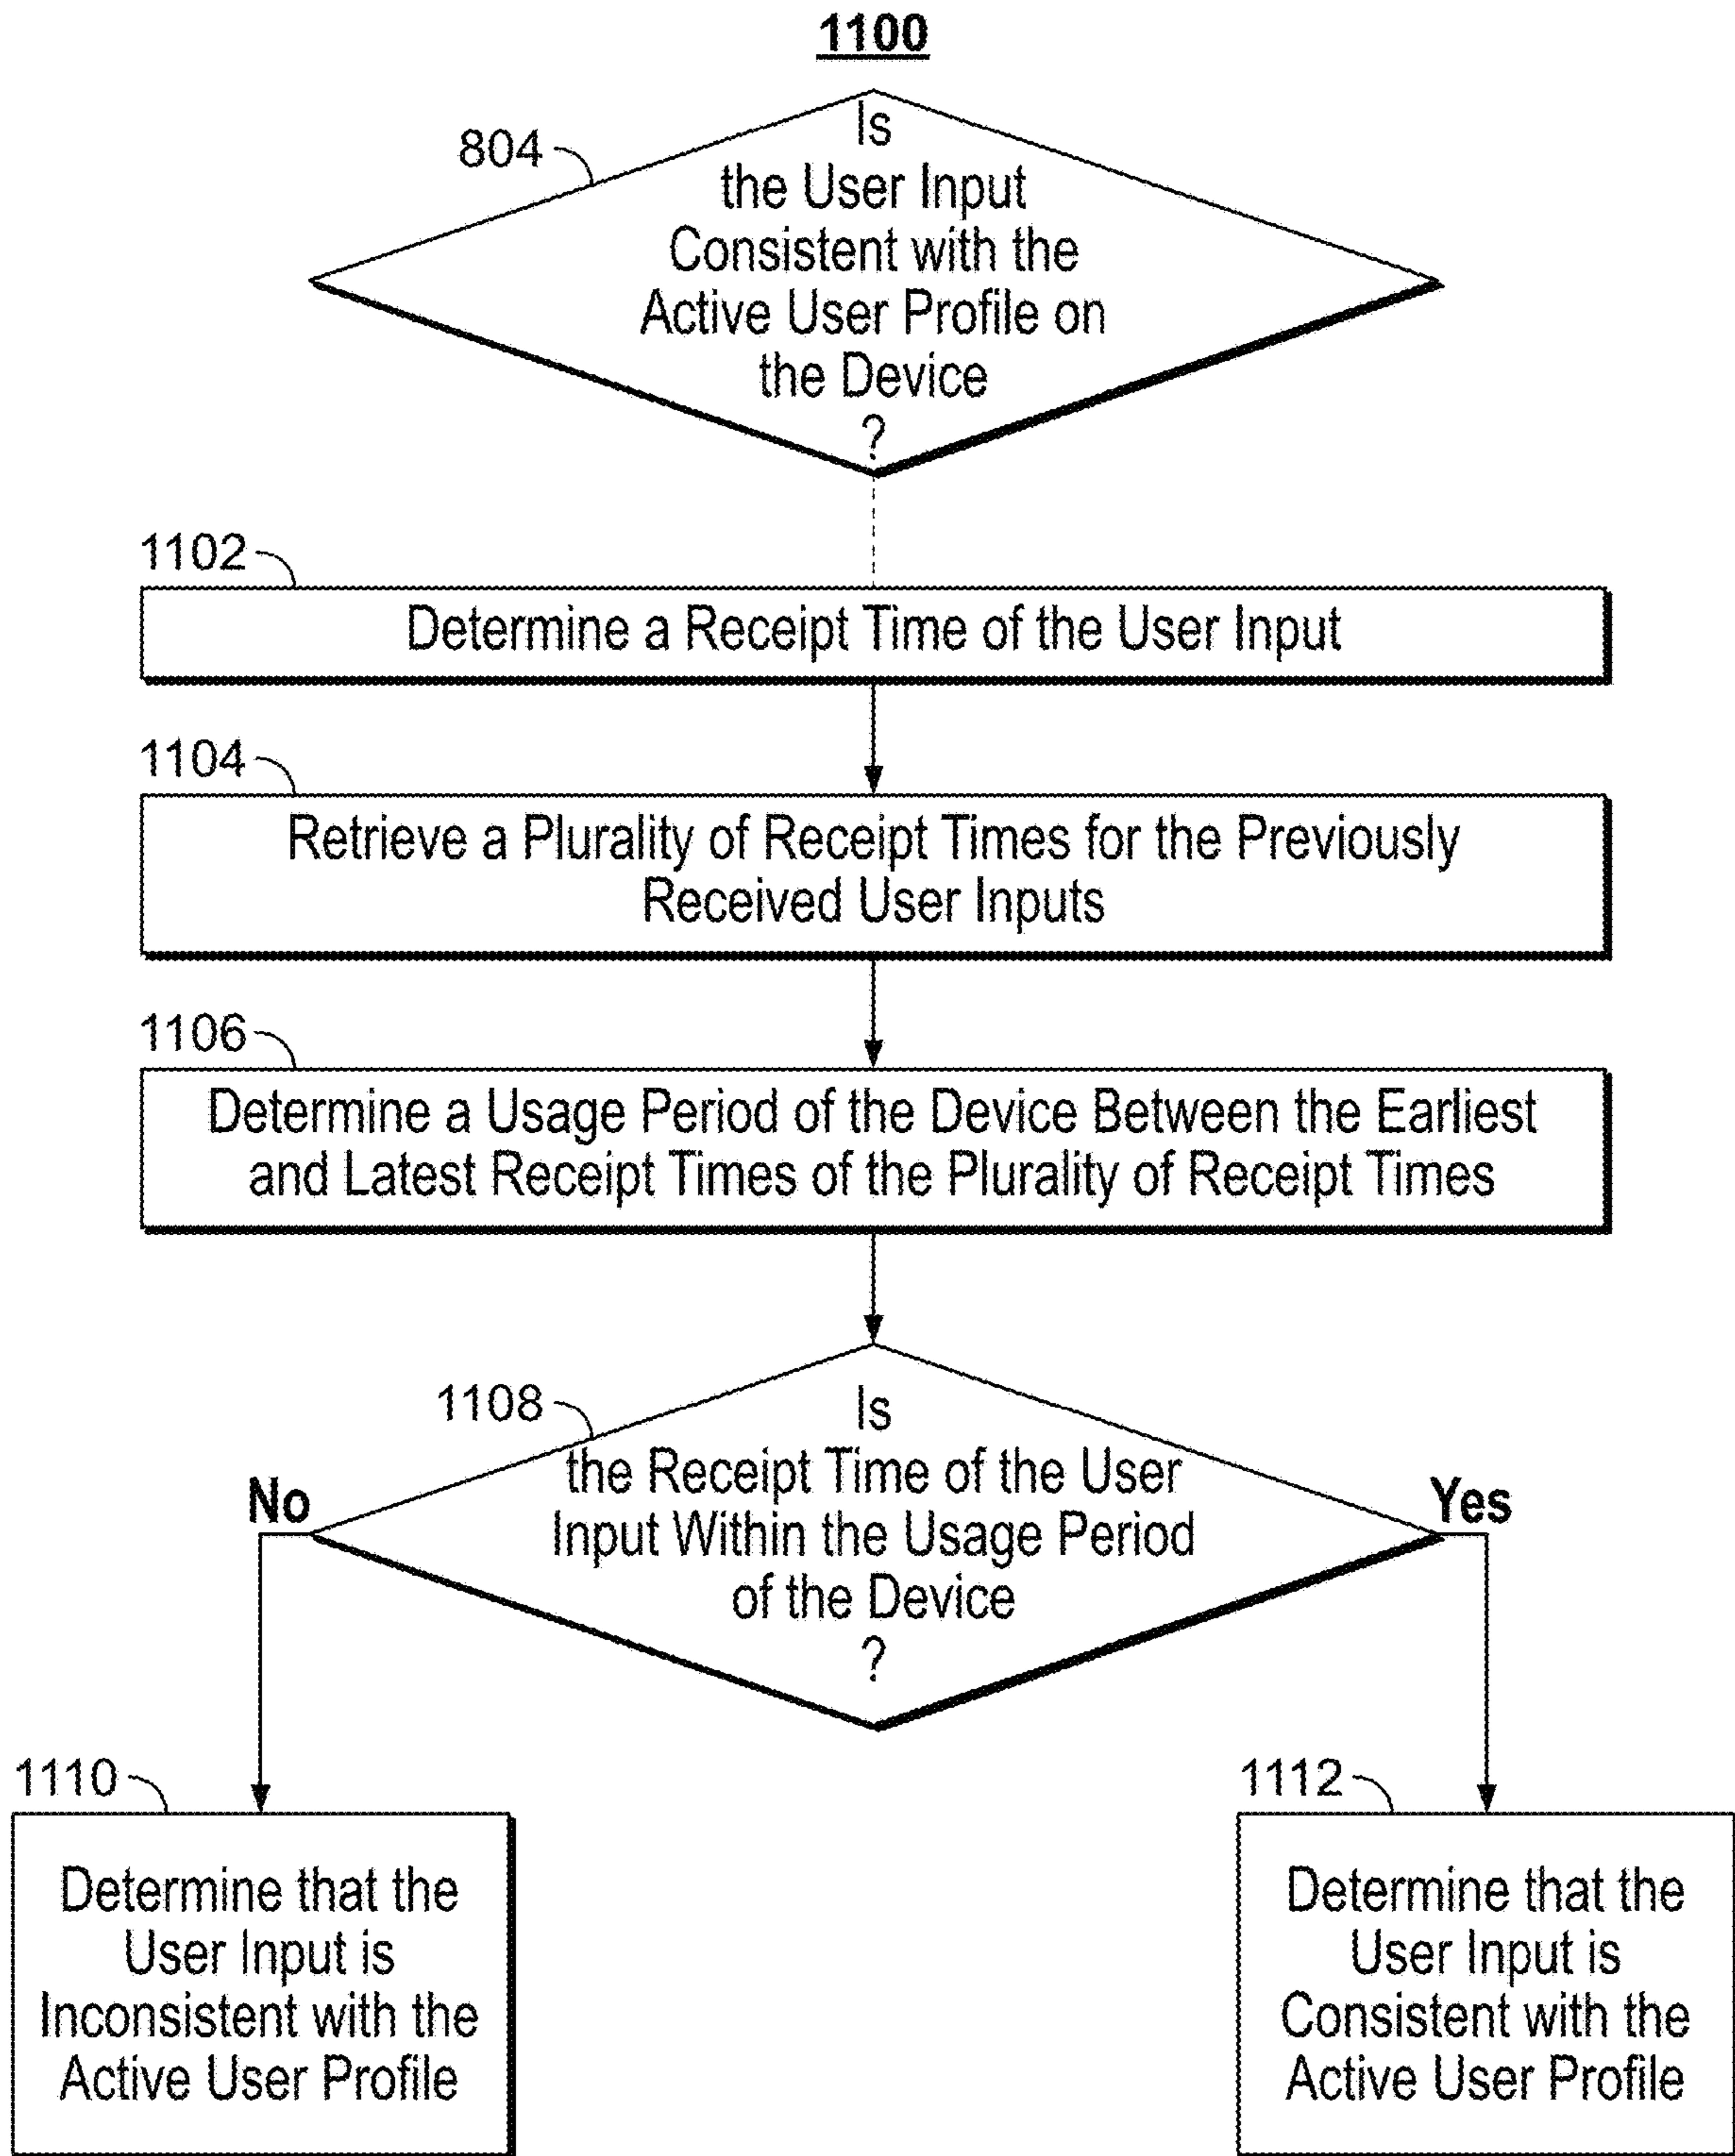 1100
804
Is
the User Input
Consistent with the
Active User Profile on
the Device
?
1102
Determine a Receipt Time of the User Input
1104
Retrieve a Plurality of Receipt Times for the Previously
Received User Inputs
1106
Determine a Usage Period of the Device Between the Earliest
and Latest Receipt Times of the Plurality of Receipt Times
1108
Is
the Receipt Time of the User
Input Within the Usage Period
of the Device
?
No
Yes
1110
Determine that the
User Input is
Inconsistent with the
Active User Profile
1112
Determine that the
User Input is
Consistent with the
Active User Profile